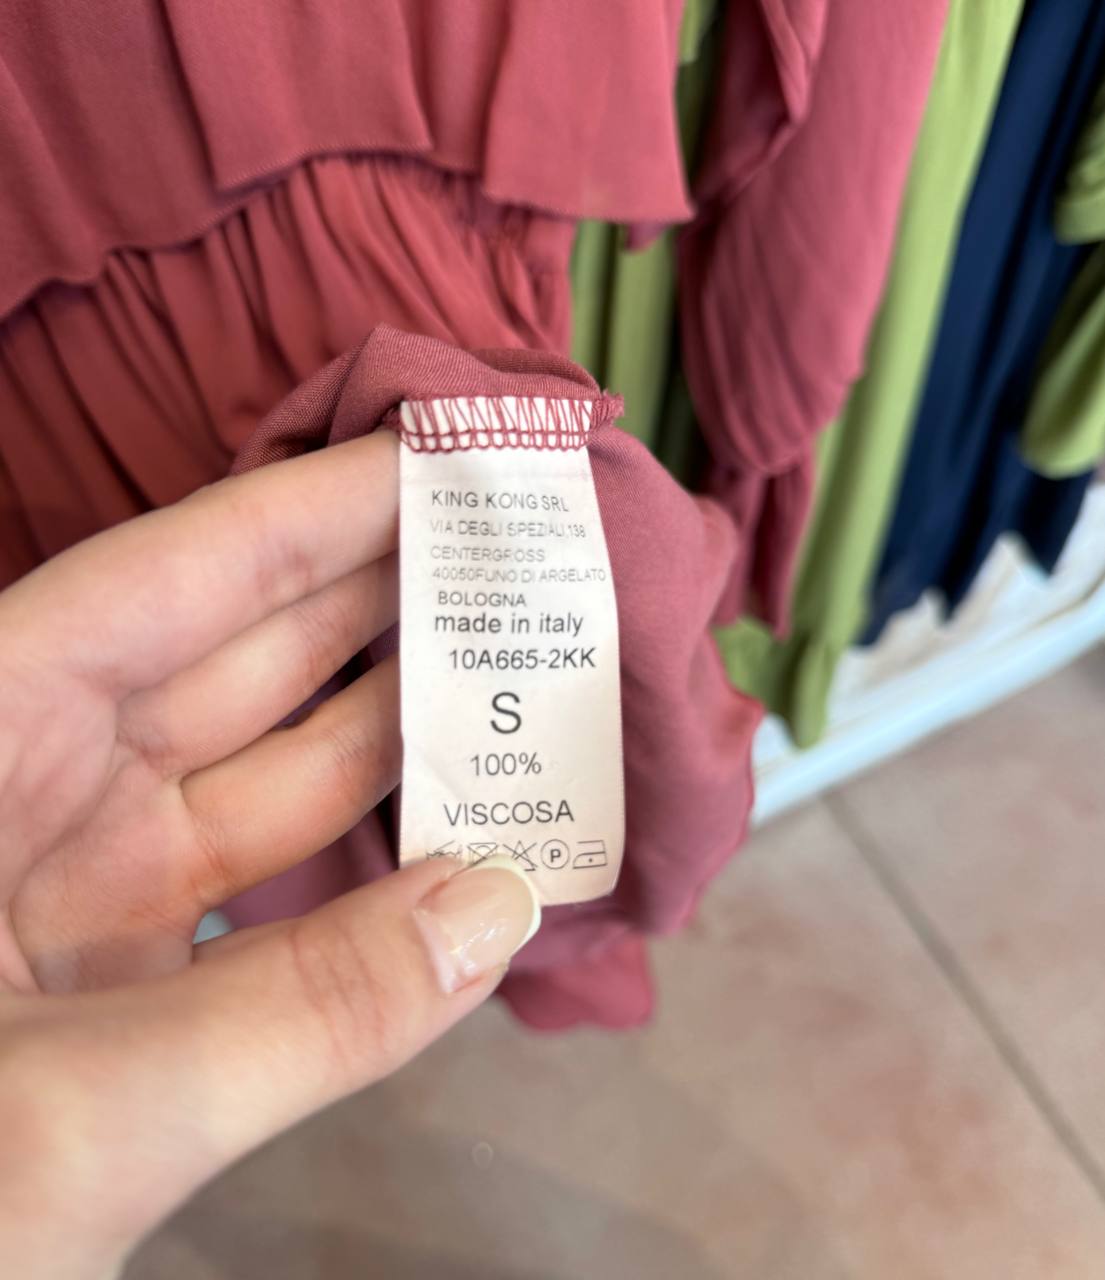 KING KONG SRL
VIA DEGLI SPEZIALI,138
CENTERGROSS
40050FUNO DI ARGELATO
BOLOGNA
made in italy
10A665-2KK
S
100%
VISCOSA
P